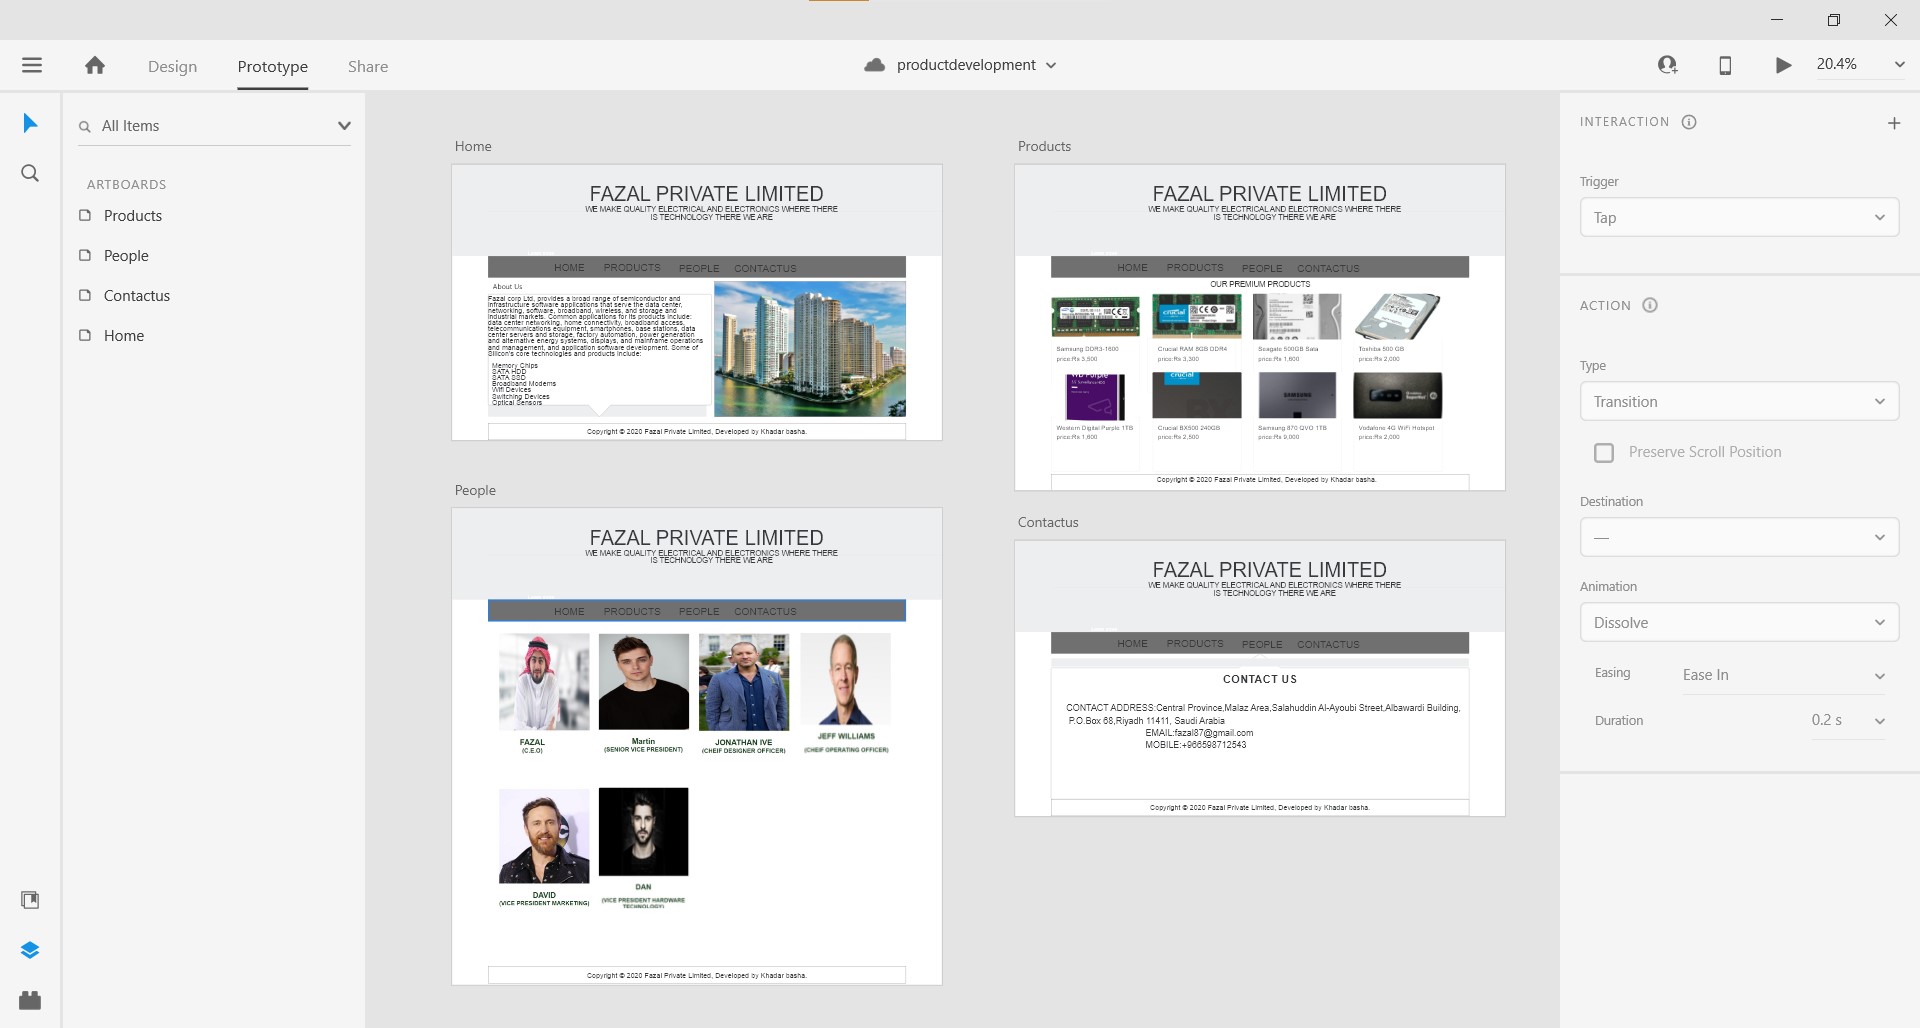 Design
Prototype
Share
productdevelopment
20.4%
All Items
ARTBOARDS
Products
People
Contactus
Home
Home
FAZAL PRIVATE LIMITED
WE MAKE QUALITY ELECTRICAL AND ELECTRONICS WHERE THERE
IS TECHNOLOGY THERE WE ARE
HOME PRODUCTS PEOPLE CONTACTUS
About Us
Fazal corp Ltd, provides a broad range of semiconductor and
infrastructure software applications that serve the data center,
networking, software, broadband, wireless, and storage and
industrial markets. Common applications for its products include:
data center networking, home connectivity, broadband access,
telecommunications equipment, smartphones, base stations, data
center servers and storage, factory automation, power generation
and alternative energy systems, displays, and mainframe operations
and management, and application software development. Some of
Silicon's core technologies and products include:
Memory Chips
SATA HDD
SATA SSD
Broadband Modems
Wifi Devices
Switching Devices
Optical Sensors
Copyright © 2020 Fazal Private Limited, Developed by Khadar basha.
Products
FAZAL PRIVATE LIMITED
WE MAKE QUALITY ELECTRICAL AND ELECTRONICS WHERE THERE
IS TECHNOLOGY THERE WE ARE
HOME PRODUCTS PEOPLE CONTACTUS
OUR PREMIUM PRODUCTS
crucial
Samsung DDR3-1600
price:Rs 3,500
Crucial RAM 8GB DDR4
price:Rs 3,300
Seagate 500GB Sata
price:Rs 1,600
Toshiba 500 GB
price:Rs 2,000
WD Purple
crucial
SAMSUNG
Western Digital Purple 1TB
price:Rs 1,600
Crucial BX500 240GB
price:Rs 2,500
Samsung 870 QVO 1TB
price:Rs 9,000
Vodafone 4G WiFi Hotspot
price:Rs 2,000
Copyright © 2020 Fazal Private Limited, Developed by Khadar basha.
People
FAZAL PRIVATE LIMITED
WE MAKE QUALITY ELECTRICAL AND ELECTRONICS WHERE THERE
IS TECHNOLOGY THERE WE ARE
HOME PRODUCTS PEOPLE CONTACTUS
FAZAL
(C.E.O)
Martin
(SENIOR VICE PRESIDENT)
JONATHAN IVE
(CHEIF DESIGNER OFFICER)
JEFF WILLIAMS
(CHEIF OPERATING OFFICER)
DAVID
(VICE PRESIDENT MARKETING)
DAN
(VICE PRESIDENT HARDWARE
TECHNOLOGY)
Copyright © 2020 Fazal Private Limited, Developed by Khadar basha.
Contactus
FAZAL PRIVATE LIMITED
WE MAKE QUALITY ELECTRICAL AND ELECTRONICS WHERE THERE
IS TECHNOLOGY THERE WE ARE
HOME PRODUCTS PEOPLE CONTACTUS
CONTACT US
CONTACT ADDRESS:Central Province,Malaz Area,Salahuddin Al-Ayoubi Street,Albawardi Building,
P.O.Box 68,Riyadh 11411, Saudi Arabia
EMAIL:fazal87@gmail.com
MOBILE:+966598712543
Copyright © 2020 Fazal Private Limited, Developed by Khadar basha.
INTERACTION
Trigger
Tap
ACTION
Type
Transition
Preserve Scroll Position
Destination
—
Animation
Dissolve
Easing
Ease In
Duration
0.2 s